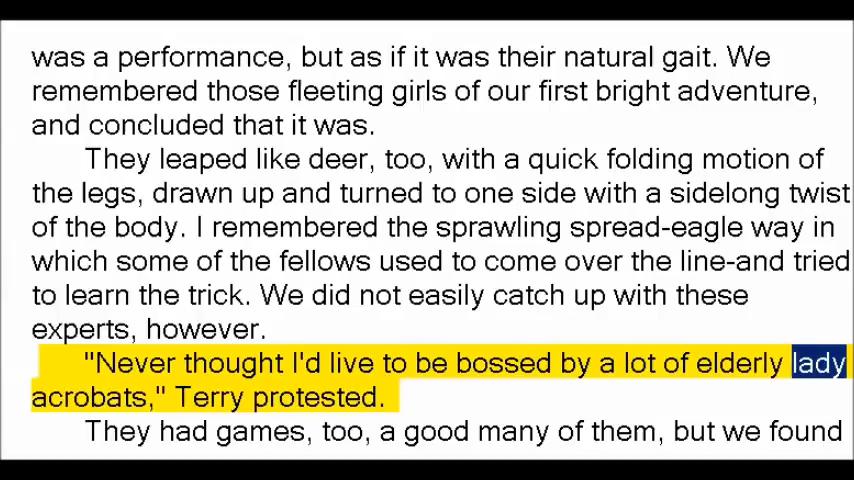 was a performance, but as if it was their natural gait. We
remembered those fleeting girls of our first bright adventure,
and concluded that it was.
They leaped like deer, too, with a quick folding motion of
the legs, drawn up and turned to one side with a sidelong twist
of the body. I remembered the sprawling spread-eagle way in
which some of the fellows used to come over the line-and tried
to learn the trick. We did not easily catch up with these
experts, however.
"Never thought I'd live to be bossed by a lot of elderly lady
acrobats," Terry protested.
They had games, too, a good many of them, but we found